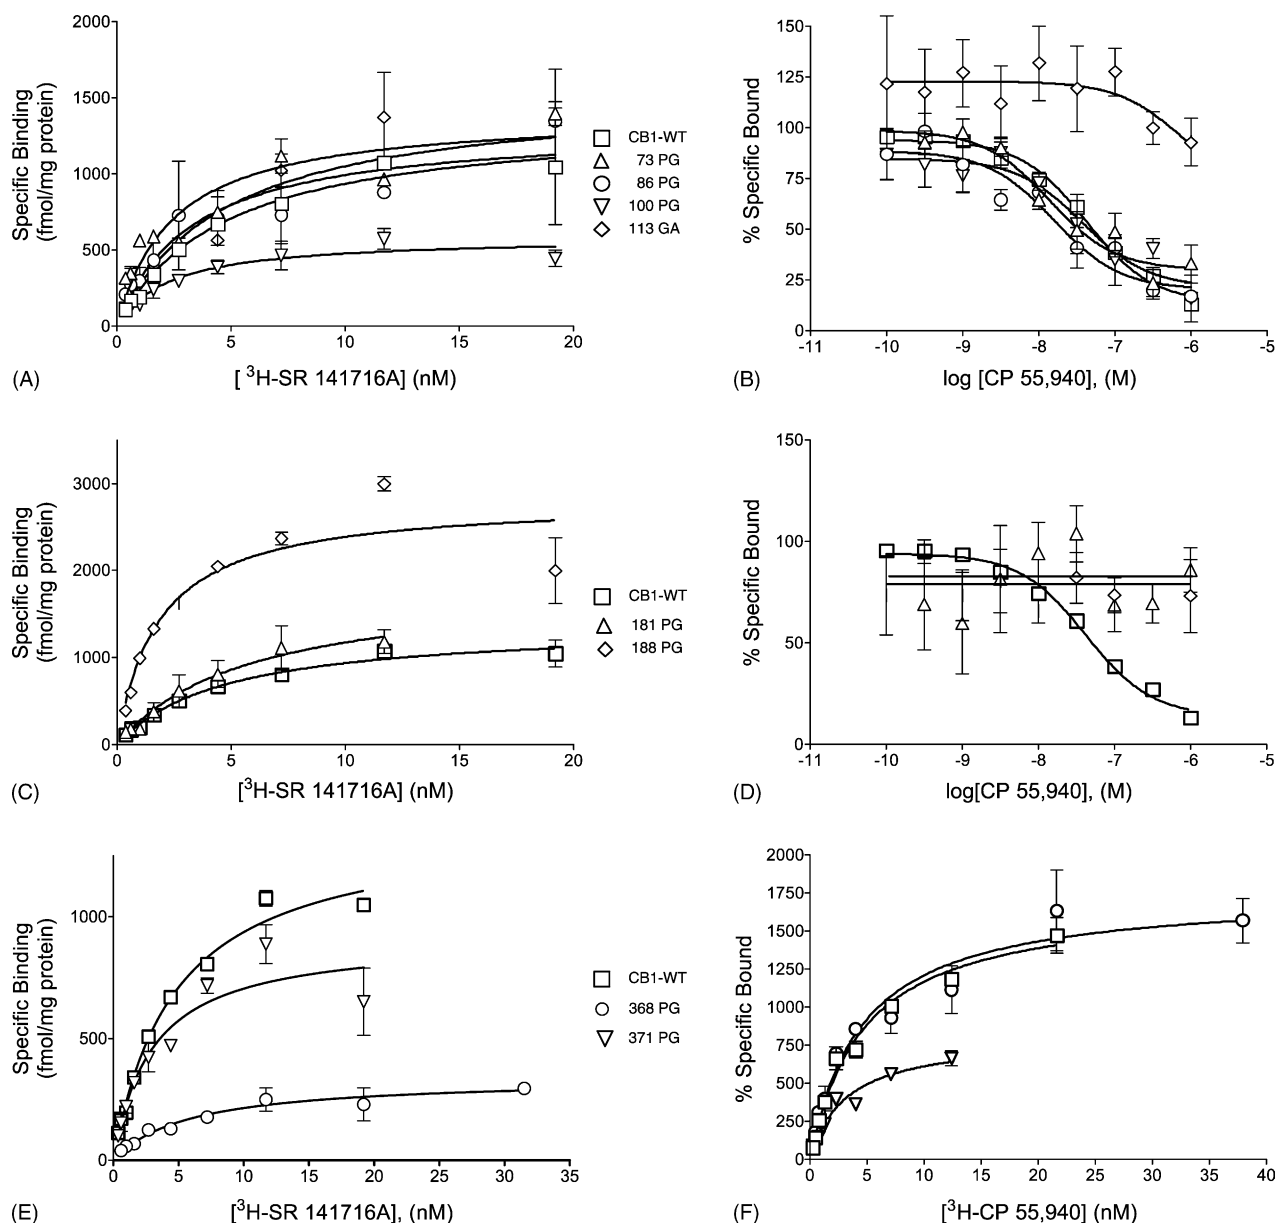 2000
1500
1000
500
0
Specific Binding
(fmol/mg protein)
0 5 10 15 20
[ ³H-SR 141716A] (nM)
(A)
CB1-WT
73 PG
86 PG
100 PG
113 GA
150
125
100
75
50
25
0
% Specific Bound
-11 -10 -9 -8 -7 -6 -5
log [CP 55,940], (M)
(B)
3000
2000
1000
0
Specific Binding
(fmol/mg protein)
0 5 10 15 20
[³H-SR 141716A] (nM)
(C)
CB1-WT
181 PG
188 PG
150
100
50
0
% Specific Bound
-11 -10 -9 -8 -7 -6 -5
log[CP 55,940], (M)
(D)
1000
500
0
Specific Binding
(fmol/mg protein)
0 5 10 15 20 25 30 35
[³H-SR 141716A], (nM)
(E)
CB1-WT
368 PG
371 PG
2000
1750
1500
1250
1000
750
500
250
0
% Specific Bound
0 5 10 15 20 25 30 35 40
[³H-CP 55,940] (nM)
(F)